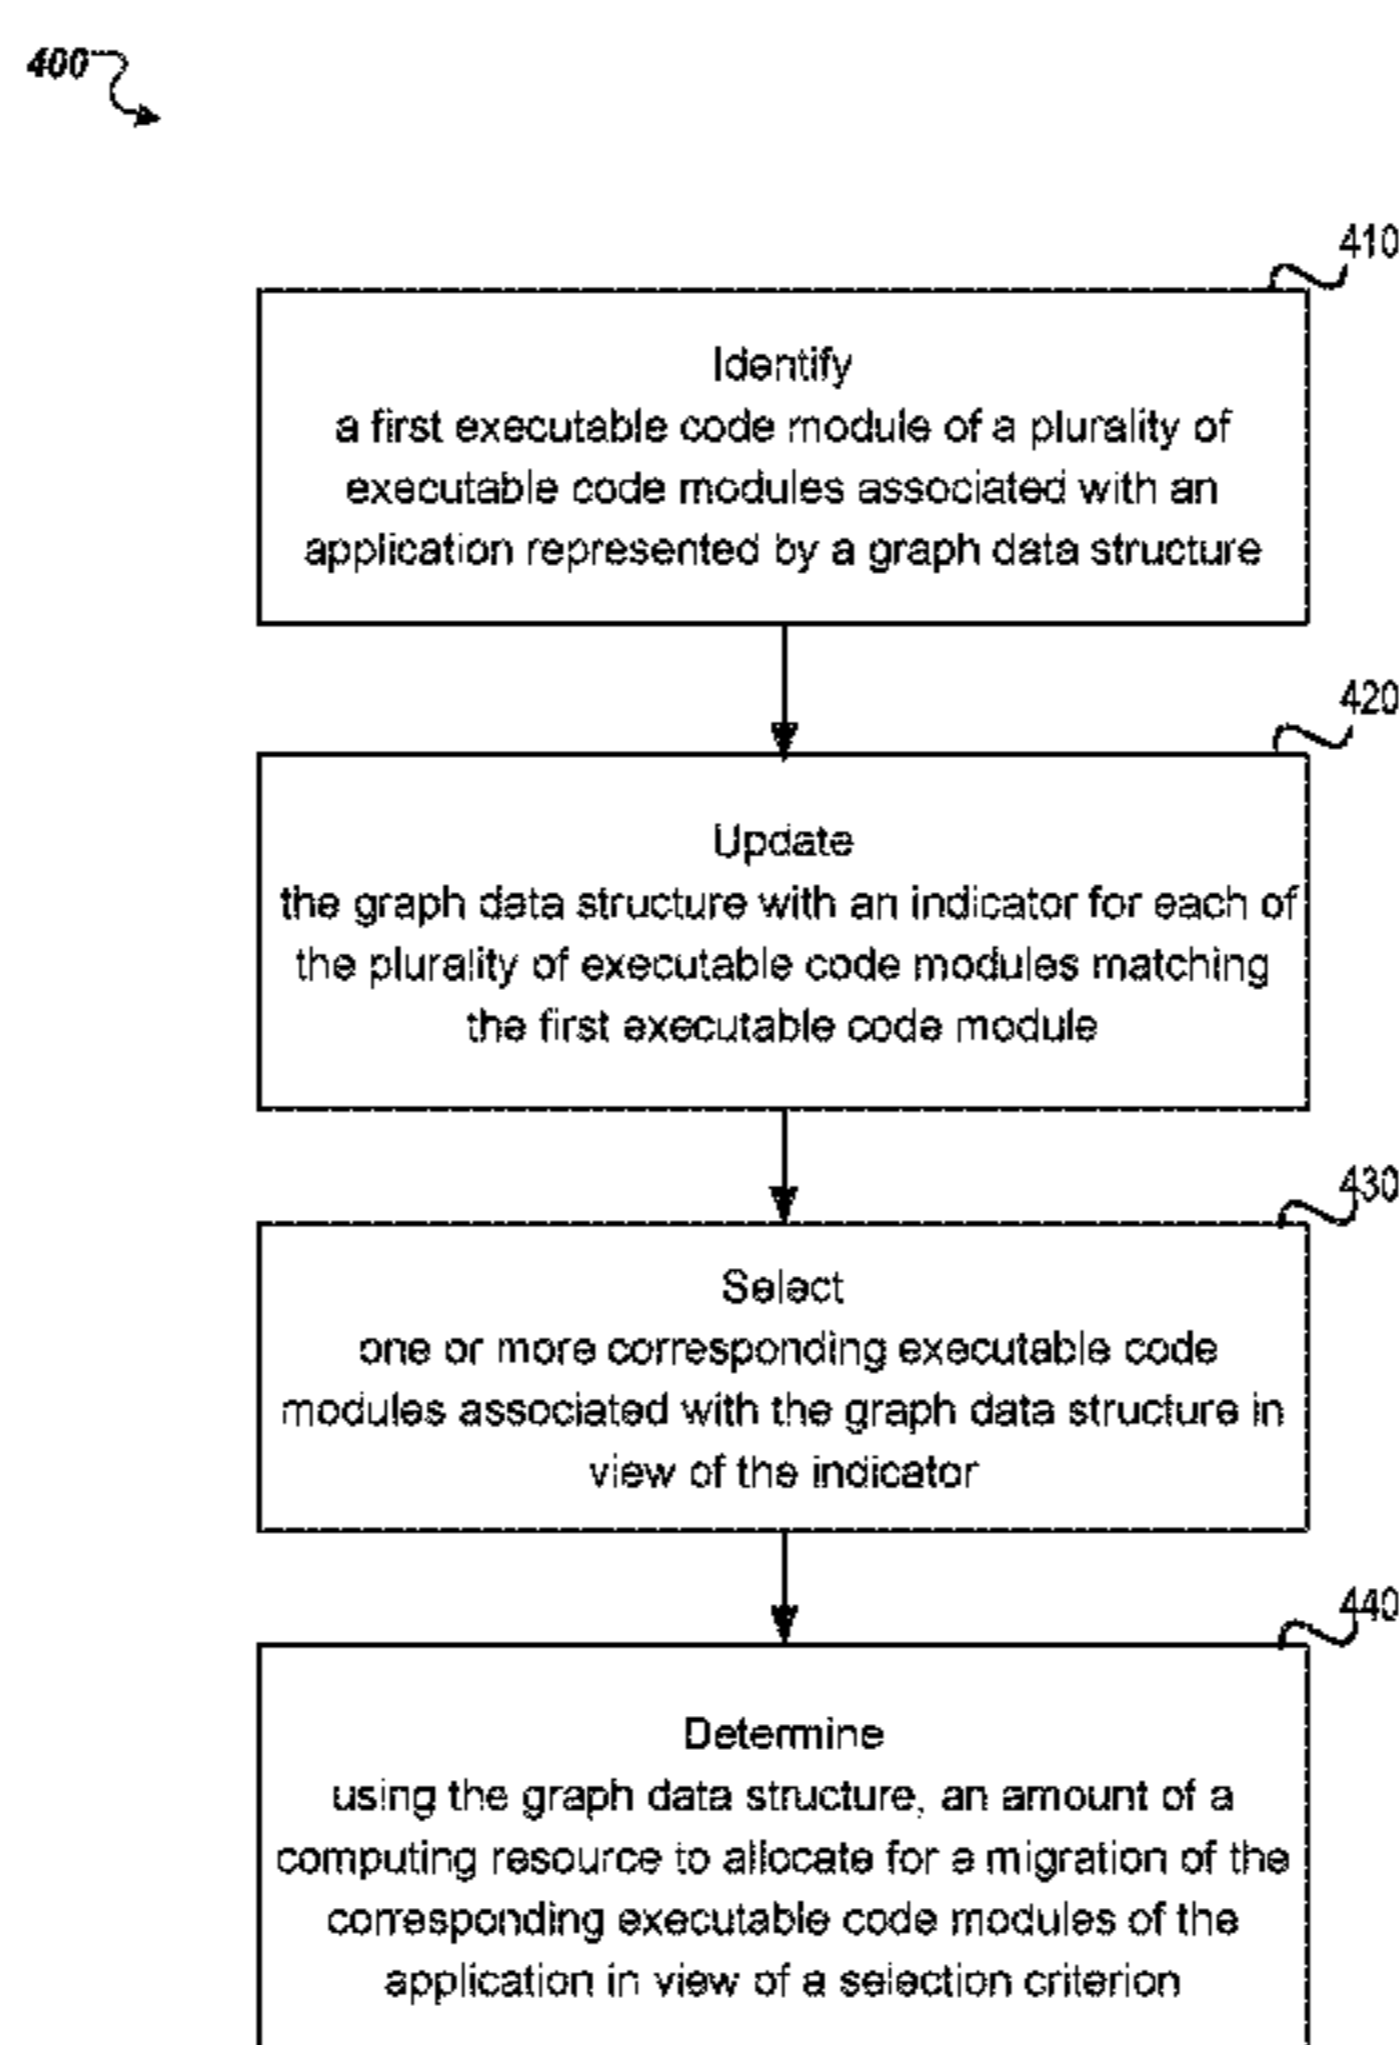 400
410
Identify
a first executable code module of a plurality of
executable code modules associated with an
application represented by a graph data structure
420
Update
the graph data structure with an indicator for each of
the plurality of executable code modules matching
the first executable code module
430
Select
one or more corresponding executable code
modules associated with the graph data structure in
view of the indicator
440
Determine
using the graph data structure, an amount of a
computing resource to allocate for a migration of the
corresponding executable code modules of the
application in view of a selection criterion